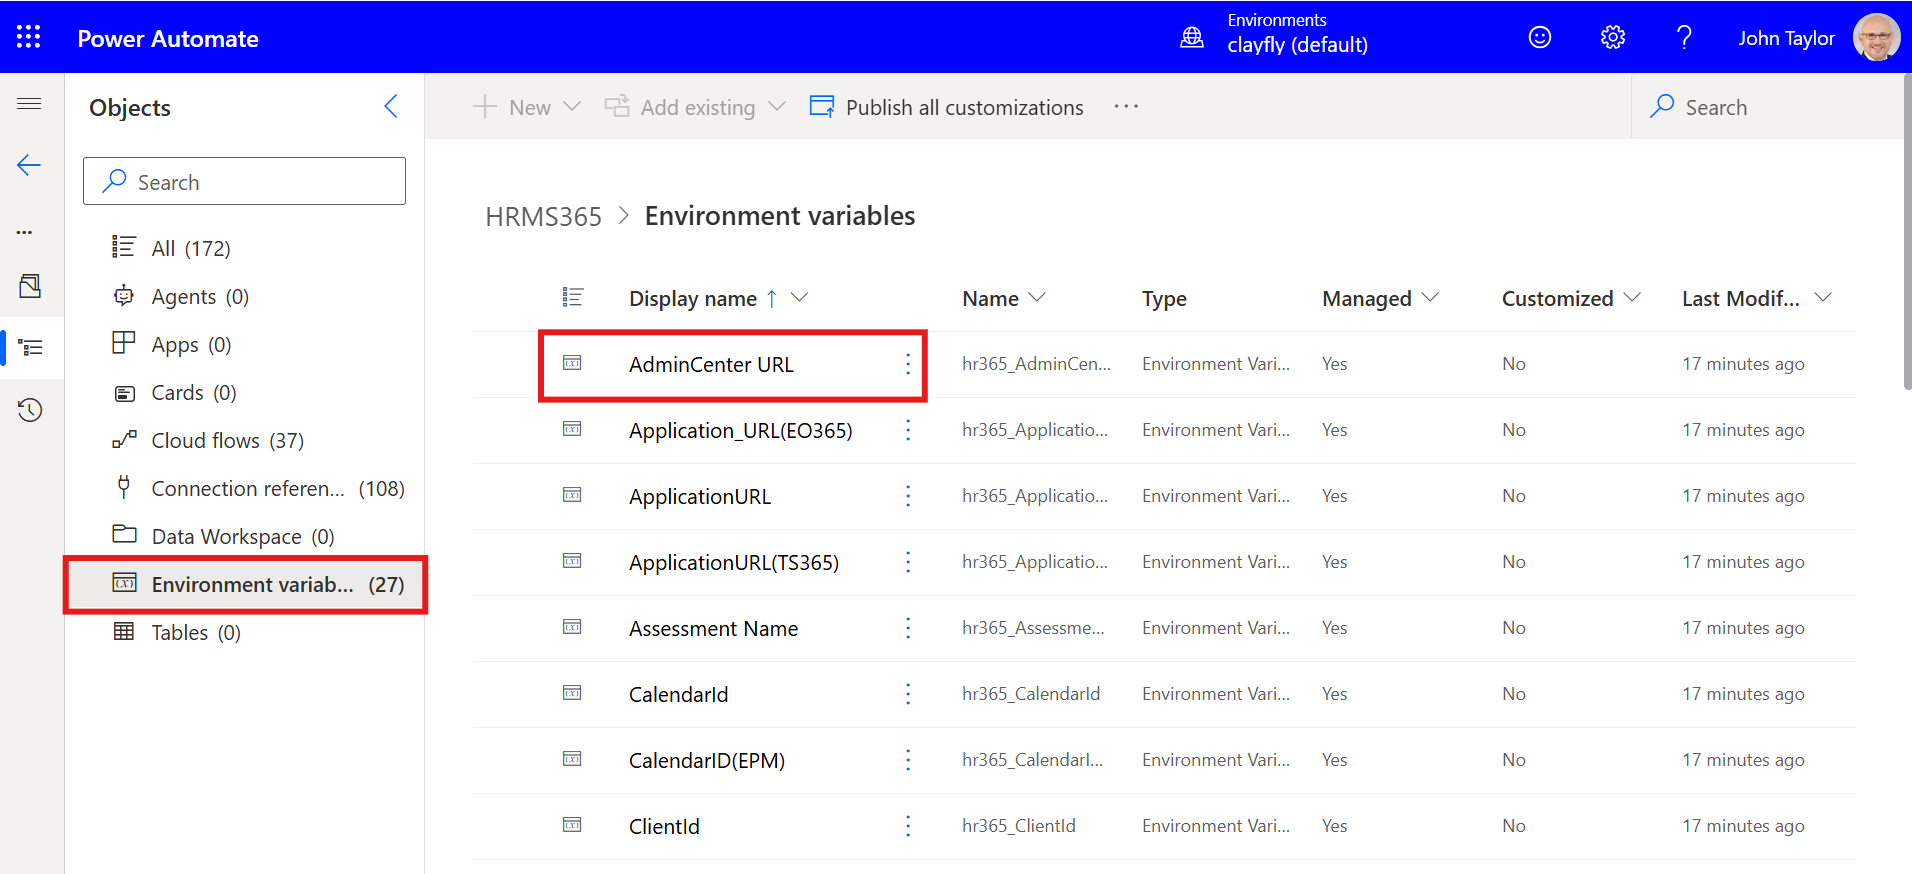 Power Automate
Environments
clayfly (default)
John Taylor
Objects
Search
All (172)
Agents (0)
Apps (0)
Cards (0)
Cloud flows (37)
Connection referen... (108)
Data Workspace (0)
Environment variab... (27)
Tables (0)
New
Add existing
Publish all customizations
Search
HRMS365 > Environment variables
Display name ↑ Name Type Managed Customized Last Modif...
AdminCenter URL hr365_AdminCen... Environment Vari... Yes No 17 minutes ago
Application_URL(EO365) hr365_Applicatio... Environment Vari... Yes No 17 minutes ago
ApplicationURL hr365_Applicatio... Environment Vari... Yes No 17 minutes ago
ApplicationURL(TS365) hr365_Applicatio... Environment Vari... Yes No 17 minutes ago
Assessment Name hr365_Assessme... Environment Vari... Yes No 17 minutes ago
CalendarId hr365_CalendarId Environment Vari... Yes No 17 minutes ago
CalendarID(EPM) hr365_CalendarI... Environment Vari... Yes No 17 minutes ago
ClientId hr365_ClientId Environment Vari... Yes No 17 minutes ago